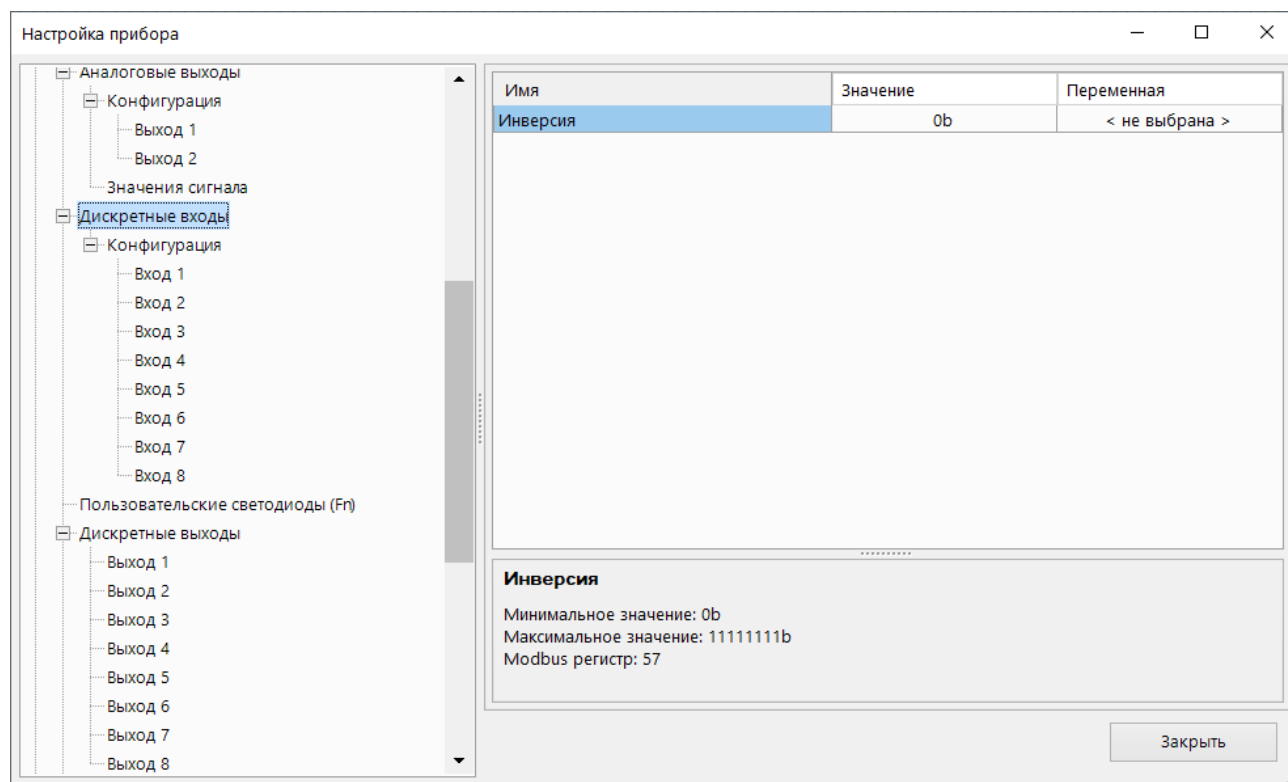 Настройка прибора
Аналоговые выходы
Конфигурация
Выход 1
Выход 2
Значения сигнала
Дискретные входы
Конфигурация
Вход 1
Вход 2
Вход 3
Вход 4
Вход 5
Вход 6
Вход 7
Вход 8
Пользовательские светодиоды (Fn)
Дискретные выходы
Выход 1
Выход 2
Выход 3
Выход 4
Выход 5
Выход 6
Выход 7
Выход 8
Имя Значение Переменная
Инверсия 0b < не выбрана >
Инверсия
Минимальное значение: 0b
Максимальное значение: 11111111b
Modbus регистр: 57
Закрыть